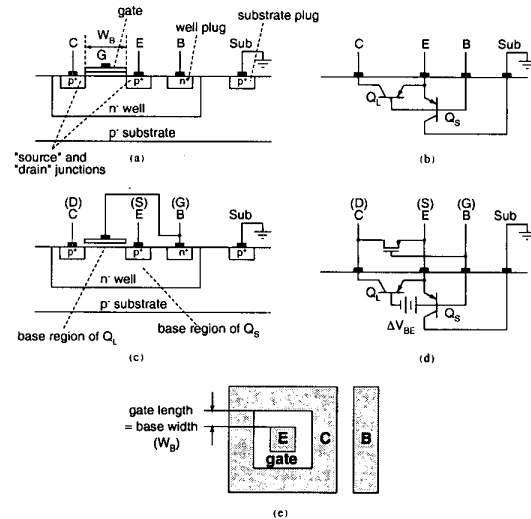 gate
C
W_B
E
B
well plug
substrate plug
Sub
G
p⁺
p⁺
n⁺
p⁺
n⁻ well
p⁻ substrate
"source" and
"drain" junctions
(a)
C
E
B
Sub
Q_L
Q_S
(b)
(D)
(S)
(G)
C
E
B
Sub
p⁺
p⁺
n⁺
p⁺
n⁻ well
p⁻ substrate
base region of Q_L
base region of Q_S
(c)
(D)
(S)
(G)
C
E
B
Sub
Q_L
Q_S
ΔV_BE
(d)
gate length
= base width
(W_B)
E
C
B
gate
(e)